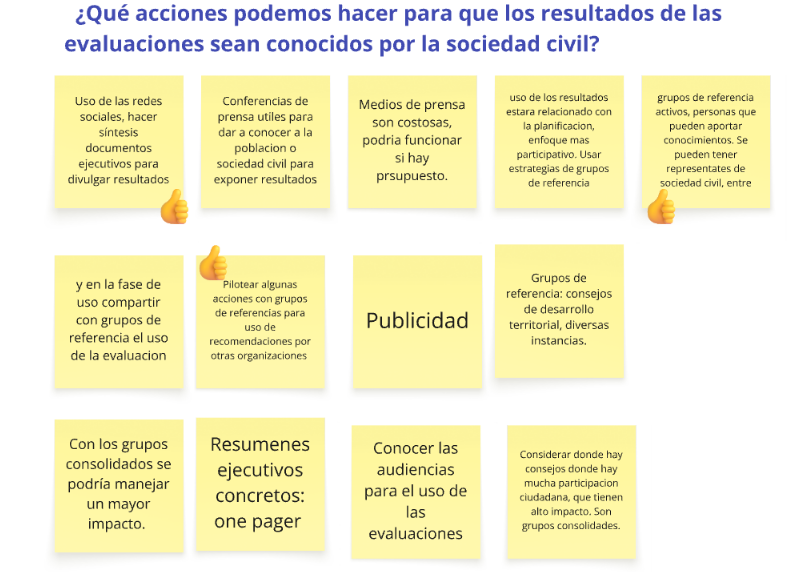 ¿Qué acciones podemos hacer para que los resultados de las
evaluaciones sean conocidos por la sociedad civil?
Uso de las redes
sociales, hacer
síntesis
documentos
ejecutivos para
divulgar resultados
Conferencias de
prensa utiles para
dar a conocer a la
poblacion o
sociedad civil para
exponer resultados
Medios de prensa
son costosas,
podria funcionar
si hay
prsupuesto.
uso de los resultados
estara relacionado con
la planificacion,
enfoque mas
participativo. Usar
estrategias de grupos
de referencia
grupos de referencia
activos, personas que
pueden aportar
conocimientos. Se
pueden tener
representates de
sociedad civil, entre
y en la fase de
uso compartir
con grupos de
referencia el uso
de la evaluacion
Pilotear algunas
acciones con grupos
de referencias para
uso de
recomendaciones por
otras organizaciones
Publicidad
Grupos de
referencia: consejos
de desarrollo
territorial, diversas
instancias.
Con los grupos
consolidados se
podría manejar
un mayor
impacto.
Resumenes
ejecutivos
concretos:
one pager
Conocer las
audiencias
para el uso de
las
evaluaciones
Considerar donde hay
consejos donde hay
mucha participacion
ciudadana, que tienen
alto impacto. Son
grupos consolidades.